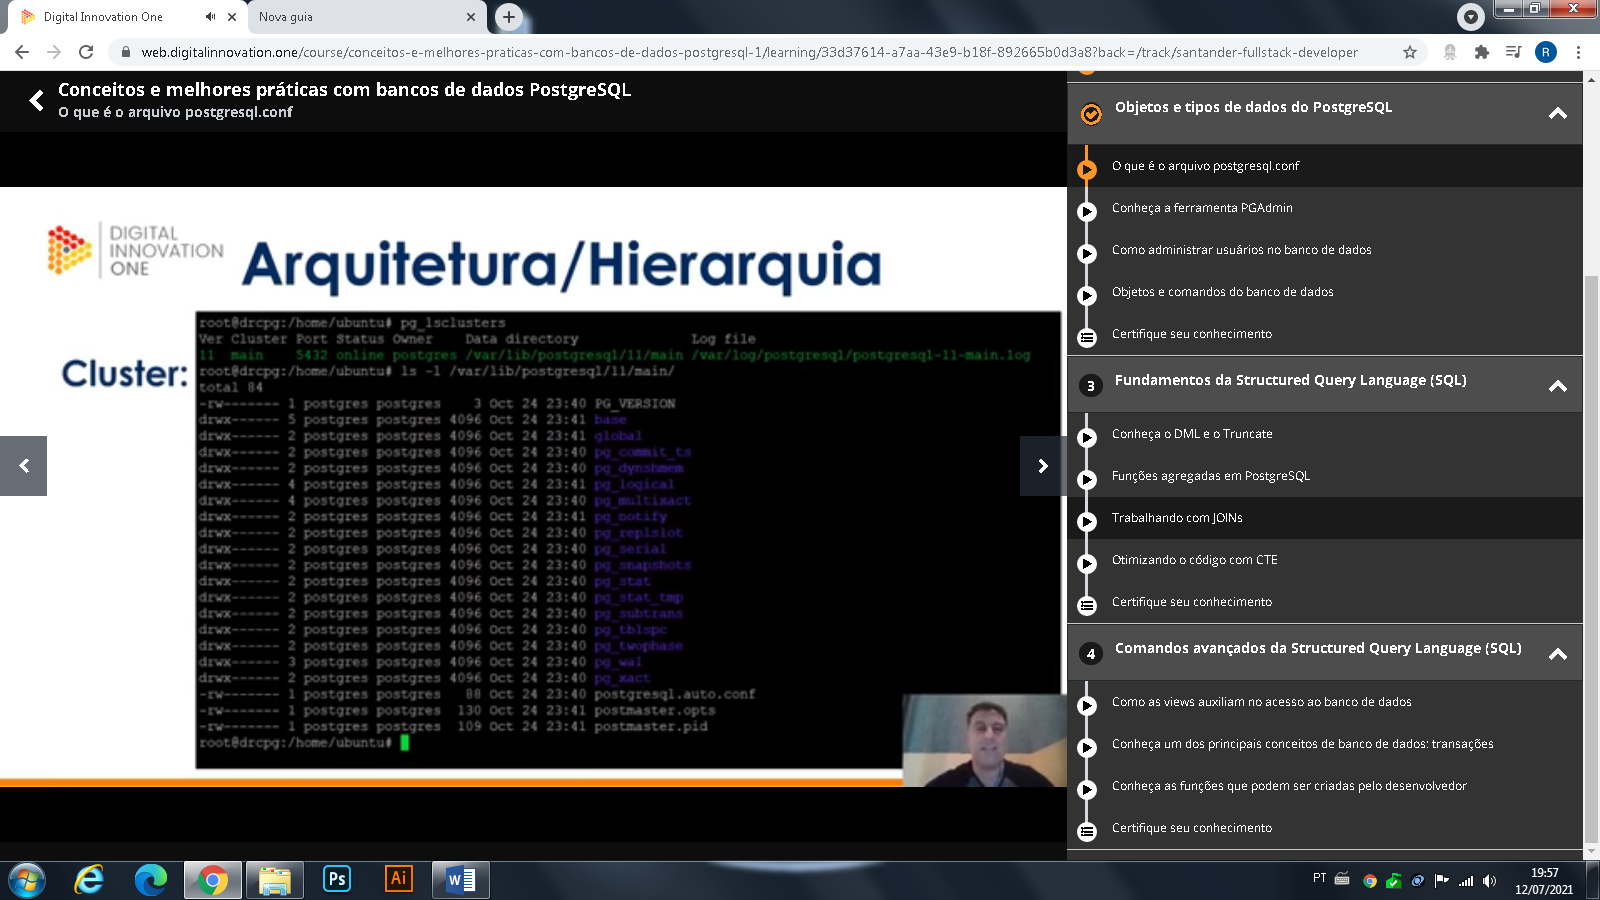 Digital Innovation One
Nova guia
web.digitalinnovation.one/course/conceitos-e-melhores-praticas-com-bancos-de-dados-postgresql-1/learning/33d37614-a7aa-43e9-b18f-892665b0d3a8?back=/track/santander-fullstack-developer
R
Conceitos e melhores práticas com bancos de dados PostgreSQL
O que é o arquivo postgresql.conf
DIGITAL
INNOVATION
ONE
Arquitetura/Hierarquia
Cluster:
root@drcpg:/home/ubuntu# pg_lsclusters
Ver Cluster Port Status Owner    Data directory              Log file
11  main    5432 online postgres /var/lib/postgresql/11/main /var/log/postgresql/postgresql-11-main.log
root@drcpg:/home/ubuntu# ls -l /var/lib/postgresql/11/main/
total 84
-rw------- 1 postgres postgres    3 Oct 24 23:40 PG_VERSION
drwx------ 5 postgres postgres 4096 Oct 24 23:41 base
drwx------ 2 postgres postgres 4096 Oct 24 23:41 global
drwx------ 2 postgres postgres 4096 Oct 24 23:40 pg_commit_ts
drwx------ 2 postgres postgres 4096 Oct 24 23:40 pg_dynshmem
drwx------ 4 postgres postgres 4096 Oct 24 23:41 pg_logical
drwx------ 4 postgres postgres 4096 Oct 24 23:40 pg_multixact
drwx------ 2 postgres postgres 4096 Oct 24 23:41 pg_notify
drwx------ 2 postgres postgres 4096 Oct 24 23:40 pg_replslot
drwx------ 2 postgres postgres 4096 Oct 24 23:40 pg_serial
drwx------ 2 postgres postgres 4096 Oct 24 23:40 pg_snapshots
drwx------ 2 postgres postgres 4096 Oct 24 23:41 pg_stat
drwx------ 2 postgres postgres 4096 Oct 24 23:40 pg_stat_tmp
drwx------ 2 postgres postgres 4096 Oct 24 23:40 pg_subtrans
drwx------ 2 postgres postgres 4096 Oct 24 23:40 pg_tblspc
drwx------ 2 postgres postgres 4096 Oct 24 23:40 pg_twophase
drwx------ 3 postgres postgres 4096 Oct 24 23:40 pg_wal
drwx------ 2 postgres postgres 4096 Oct 24 23:40 pg_xact
-rw------- 1 postgres postgres   88 Oct 24 23:40 postgresql.auto.conf
-rw------- 1 postgres postgres  130 Oct 24 23:41 postmaster.opts
-rw------- 1 postgres postgres  109 Oct 24 23:41 postmaster.pid
root@drcpg:/home/ubuntu#
Objetos e tipos de dados do PostgreSQL
O que é o arquivo postgresql.conf
Conheça a ferramenta PGAdmin
Como administrar usuários no banco de dados
Objetos e comandos do banco de dados
Certifique seu conhecimento
3 Fundamentos da Structured Query Language (SQL)
Conheça o DML e o Truncate
Funções agregadas em PostgreSQL
Trabalhando com JOINs
Otimizando o código com CTE
Certifique seu conhecimento
4 Comandos avançados da Structured Query Language (SQL)
Como as views auxiliam no acesso ao banco de dados
Conheça um dos principais conceitos de banco de dados: transações
Conheça as funções que podem ser criadas pelo desenvolvedor
Certifique seu conhecimento
Ps
Ai
W
PT
19:57
12/07/2021